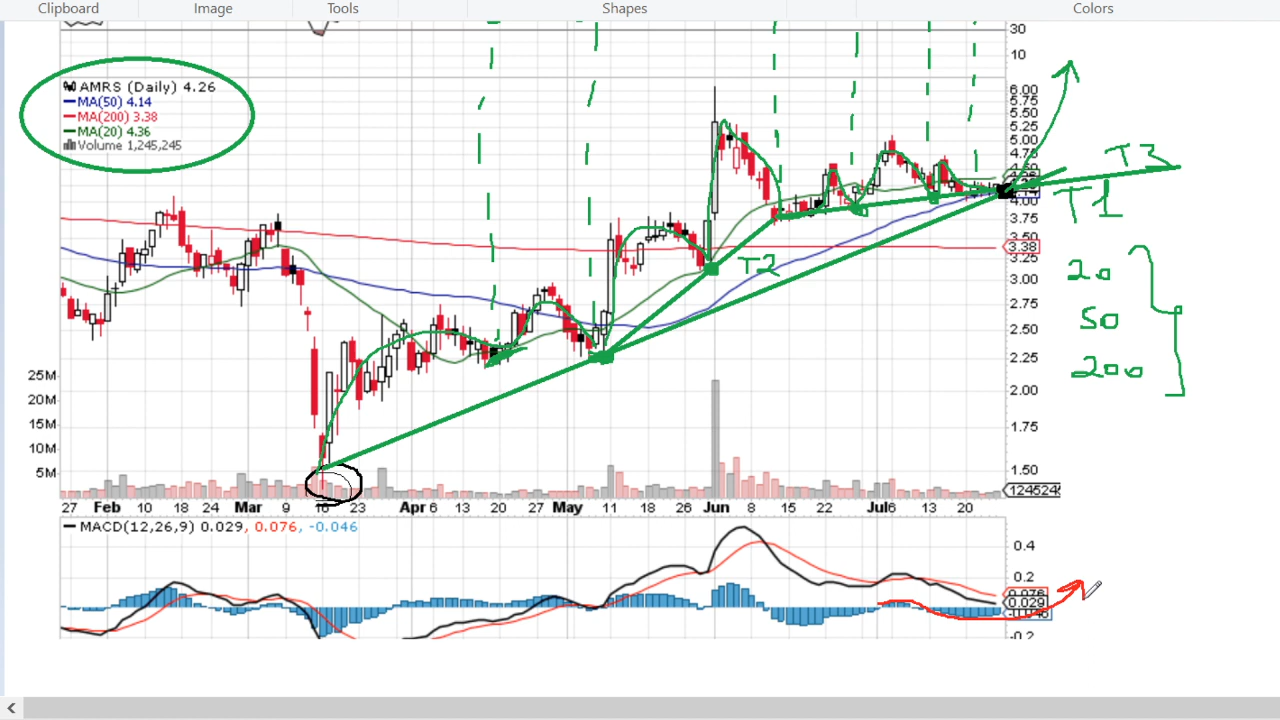 Clipboard Image Tools Shapes Colors
30
10
AMRS (Daily) 4.26
MA(50) 4.14
MA(200) 3.38
MA(20) 4.36
Volume 1,245,245
6.00
5.75
5.50
5.25
5.00
4.75
4.00
3.75
3.50
3.38
3.25
3.00
2.75
2.50
2.25
2.00
1.75
1.50
1245245
25M
20M
15M
10M
5M
T3
T1
T2
20
50
200
27 Feb 10 18 24 Mar 9 16 23 Apr 6 13 20 27 May 11 18 26 Jun 8 15 22 Jul6 13 20
MACD(12,26,9) 0.029, 0.076, -0.046
0.4
0.2
0.076
0.029
-0.046
-0.2